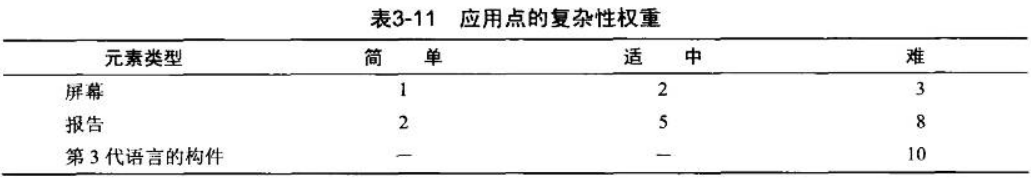 表3-11 应用点的复杂性权重
元素类型 简 单 适 中 难
屏幕 1 2 3
报告 2 5 8
第3代语言的构件 — — 10